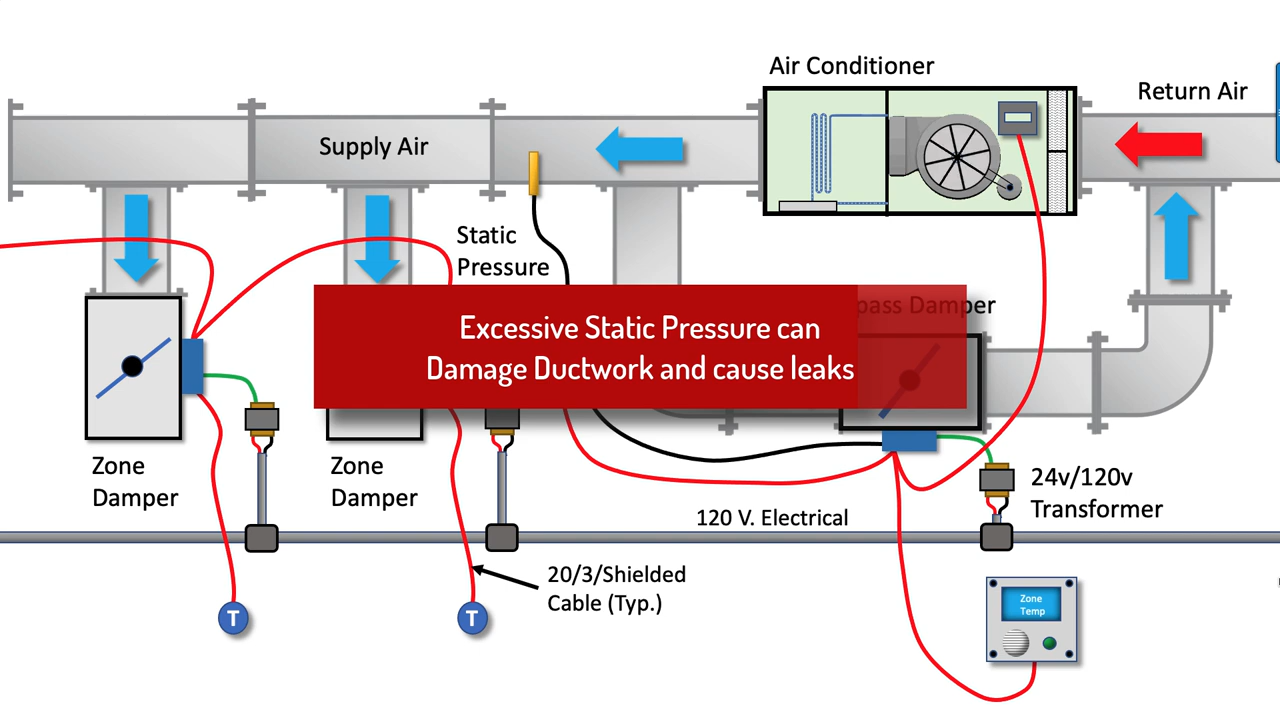 Air Conditioner
Return Air
Supply Air
Static
Pressure
pass Damper
Excessive Static Pressure can
Damage Ductwork and cause leaks
Zone
Damper
Zone
Damper
24v/120v
Transformer
120 V. Electrical
20/3/Shielded
Cable (Typ.)
Zone
Temp
T
T